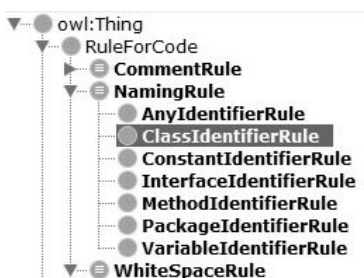 owl:Thing
RuleForCode
CommentRule
NamingRule
AnyIdentifierRule
ClassIdentifierRule
ConstantIdentifierRule
InterfaceIdentifierRule
MethodIdentifierRule
PackageIdentifierRule
VariableIdentifierRule
WhiteSpaceRule